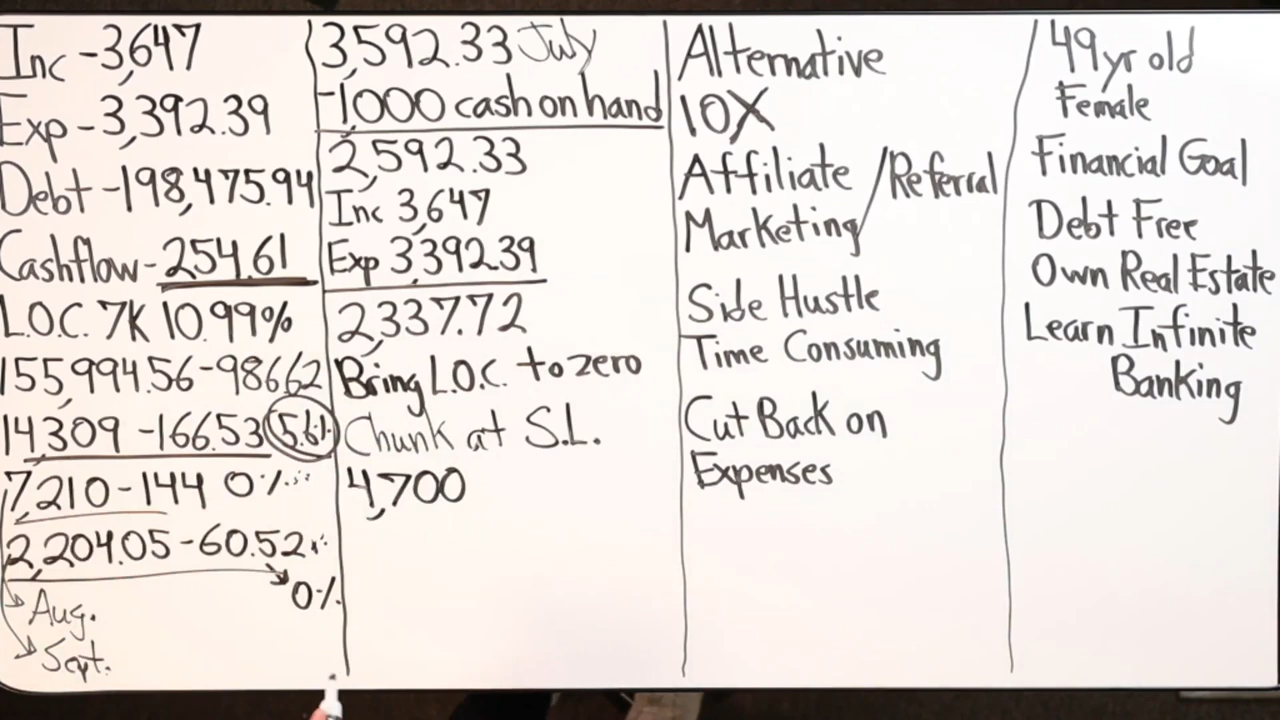 Inc - 3,647
Exp - 3,392.39
Debt - 198,475.94
Cashflow - 254.61
L.O.C. 7K 10.99%
155,994.56 - 986.62
14,309 - 166.53 (5.61%)
7,210 - 144 0%
2,204.05 - 60.52
0%
Aug.
Sept.
3,592.33 July
-1,000 cash on hand
2,592.33
Inc 3,647
Exp 3,392.39
2,337.72
Bring L.O.C. to zero
Chunk at S.L.
4,700
Alternative
10X
Affiliate / Referral
Marketing
Side Hustle
Time Consuming
Cut Back on
Expenses
49 yr old
Female
Financial Goal
Debt Free
Own Real Estate
Learn Infinite
Banking